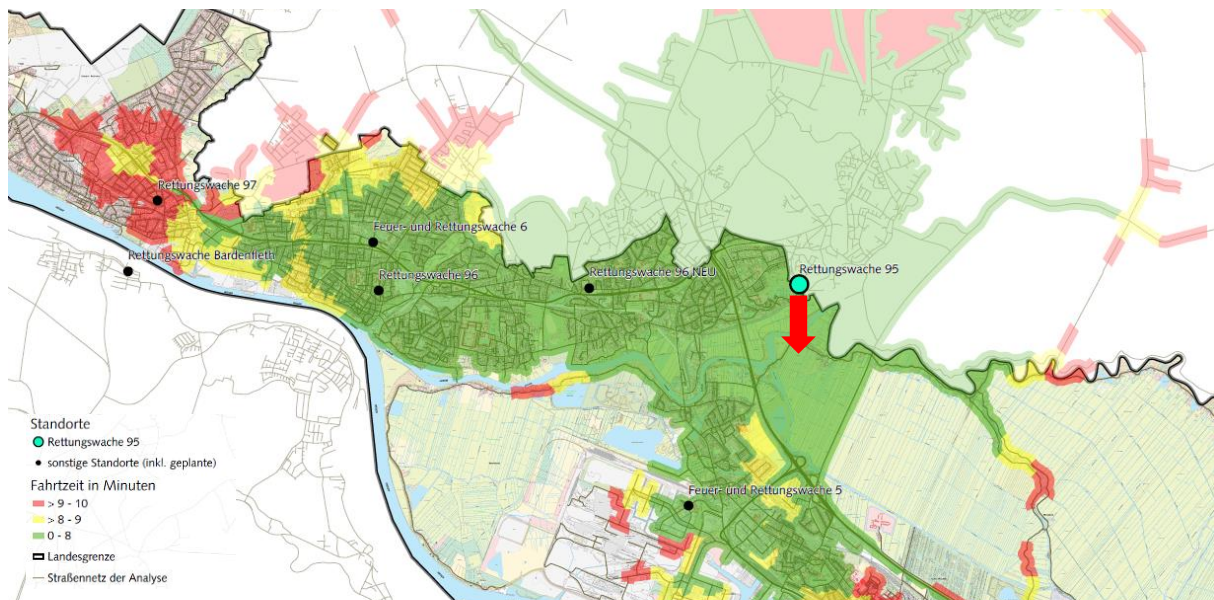 Rettungswache 97
Feuer- und Rettungswache 6
Rettungswache Bardenfleth
Rettungswache 96
Rettungswache 96 NEU
Rettungswache 95
Feuer- und Rettungswache 5
Standorte
Rettungswache 95
sonstige Standorte (inkl. geplante)
Fahrtzeit in Minuten
> 9 - 10
> 8 - 9
0 - 8
Landesgrenze
Straßennetz der Analyse